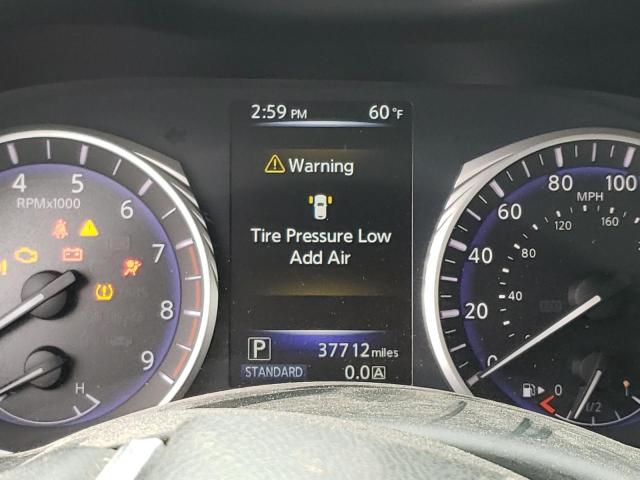 2:59 PM 60 °F
Warning
Tire Pressure Low
Add Air
P 37712 miles
STANDARD 0.0 A
4 5 6 7 8 9
RPMx1000
H
0 20 40 60 80 100
MPH
40 80 120 160
0 1/2